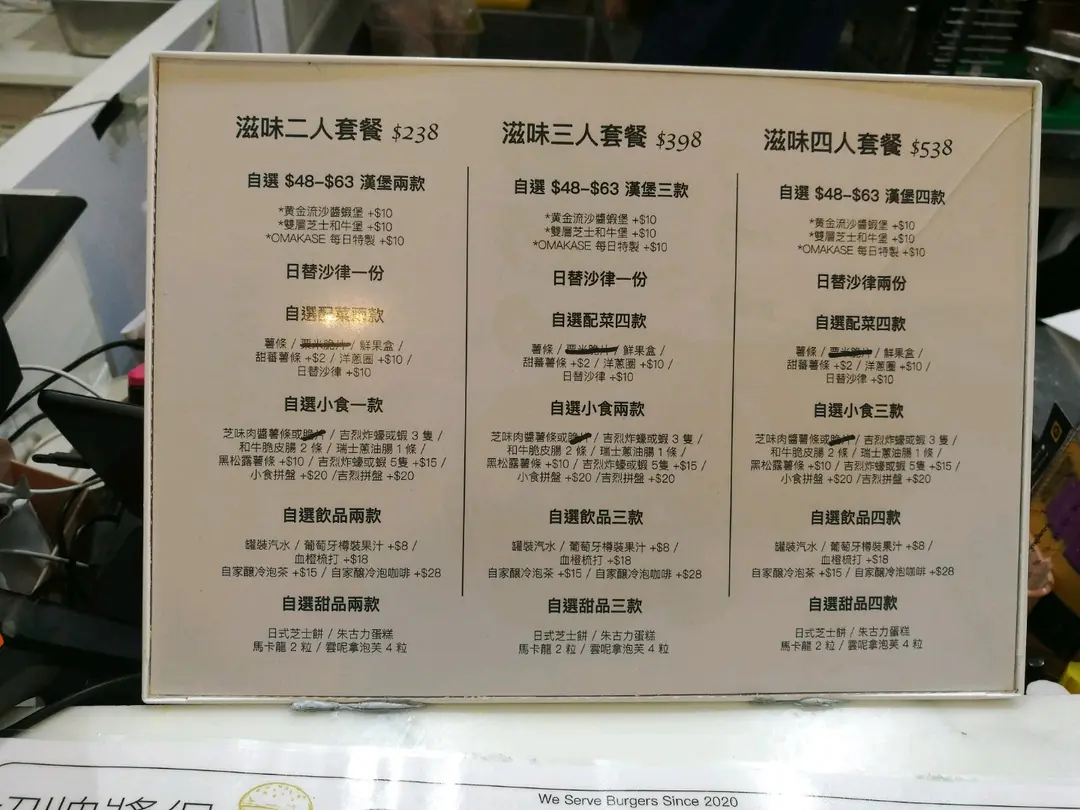 滋味二人套餐 $238
自選 $48-$63 漢堡兩款
*黃金流沙醬蝦堡 +$10
*雙層芝士和牛堡 +$10
*OMAKASE 每日特製 +$10
日替沙律一份
自選配菜兩款
薯條 / 粟米脆片 / 鮮果盒 /
甜蕃薯條 +$2 / 洋蔥圈 +$10 /
日替沙律 +$10
自選小食一款
芝味肉醬薯條或脆片 / 吉烈炸蠔或蝦 3 隻 /
和牛脆皮腸 2 條 / 瑞士蔥油腸 1 條 /
黑松露薯條 +$10 / 吉烈炸蠔或蝦 5隻 +$15 /
小食拼盤 +$20 /吉烈拼盤 +$20
自選飲品兩款
罐裝汽水 / 葡萄牙樽裝果汁 +$8 /
血橙梳打 +$18
自家釀冷泡茶 +$15 / 自家釀冷泡咖啡 +$28
自選甜品兩款
日式芝士餅 / 朱古力蛋糕
馬卡龍 2 粒 / 雲呢拿泡芙 4 粒
滋味三人套餐 $398
自選 $48-$63 漢堡三款
*黃金流沙醬蝦堡 +$10
*雙層芝士和牛堡 +$10
*OMAKASE 每日特製 +$10
日替沙律一份
自選配菜四款
薯條 / 粟米脆片 / 鮮果盒 /
甜蕃薯條 +$2 / 洋蔥圈 +$10 /
日替沙律 +$10
自選小食兩款
芝味肉醬薯條或脆片 / 吉烈炸蠔或蝦 3 隻 /
和牛脆皮腸 2 條 / 瑞士蔥油腸 1 條 /
黑松露薯條 +$10 / 吉烈炸蠔或蝦 5隻 +$15 /
小食拼盤 +$20 /吉烈拼盤 +$20
自選飲品三款
罐裝汽水 / 葡萄牙樽裝果汁 +$8 /
血橙梳打 +$18
自家釀冷泡茶 +$15 / 自家釀冷泡咖啡 +$28
自選甜品三款
日式芝士餅 / 朱古力蛋糕
馬卡龍 2 粒 / 雲呢拿泡芙 4 粒
滋味四人套餐 $538
自選 $48-$63 漢堡四款
*黃金流沙醬蝦堡 +$10
*雙層芝士和牛堡 +$10
*OMAKASE 每日特製 +$10
日替沙律兩份
自選配菜四款
薯條 / 粟米脆片 / 鮮果盒 /
甜蕃薯條 +$2 / 洋蔥圈 +$10 /
日替沙律 +$10
自選小食三款
芝味肉醬薯條或脆片 / 吉烈炸蠔或蝦 3 隻 /
和牛脆皮腸 2 條 / 瑞士蔥油腸 1 條 /
黑松露薯條 +$10 / 吉烈炸蠔或蝦 5隻 +$15 /
小食拼盤 +$20 /吉烈拼盤 +$20
自選飲品四款
罐裝汽水 / 葡萄牙樽裝果汁 +$8 /
血橙梳打 +$18
自家釀冷泡茶 +$15 / 自家釀冷泡咖啡 +$28
自選甜品四款
日式芝士餅 / 朱古力蛋糕
馬卡龍 2 粒 / 雲呢拿泡芙 4 粒
We Serve Burgers Since 2020